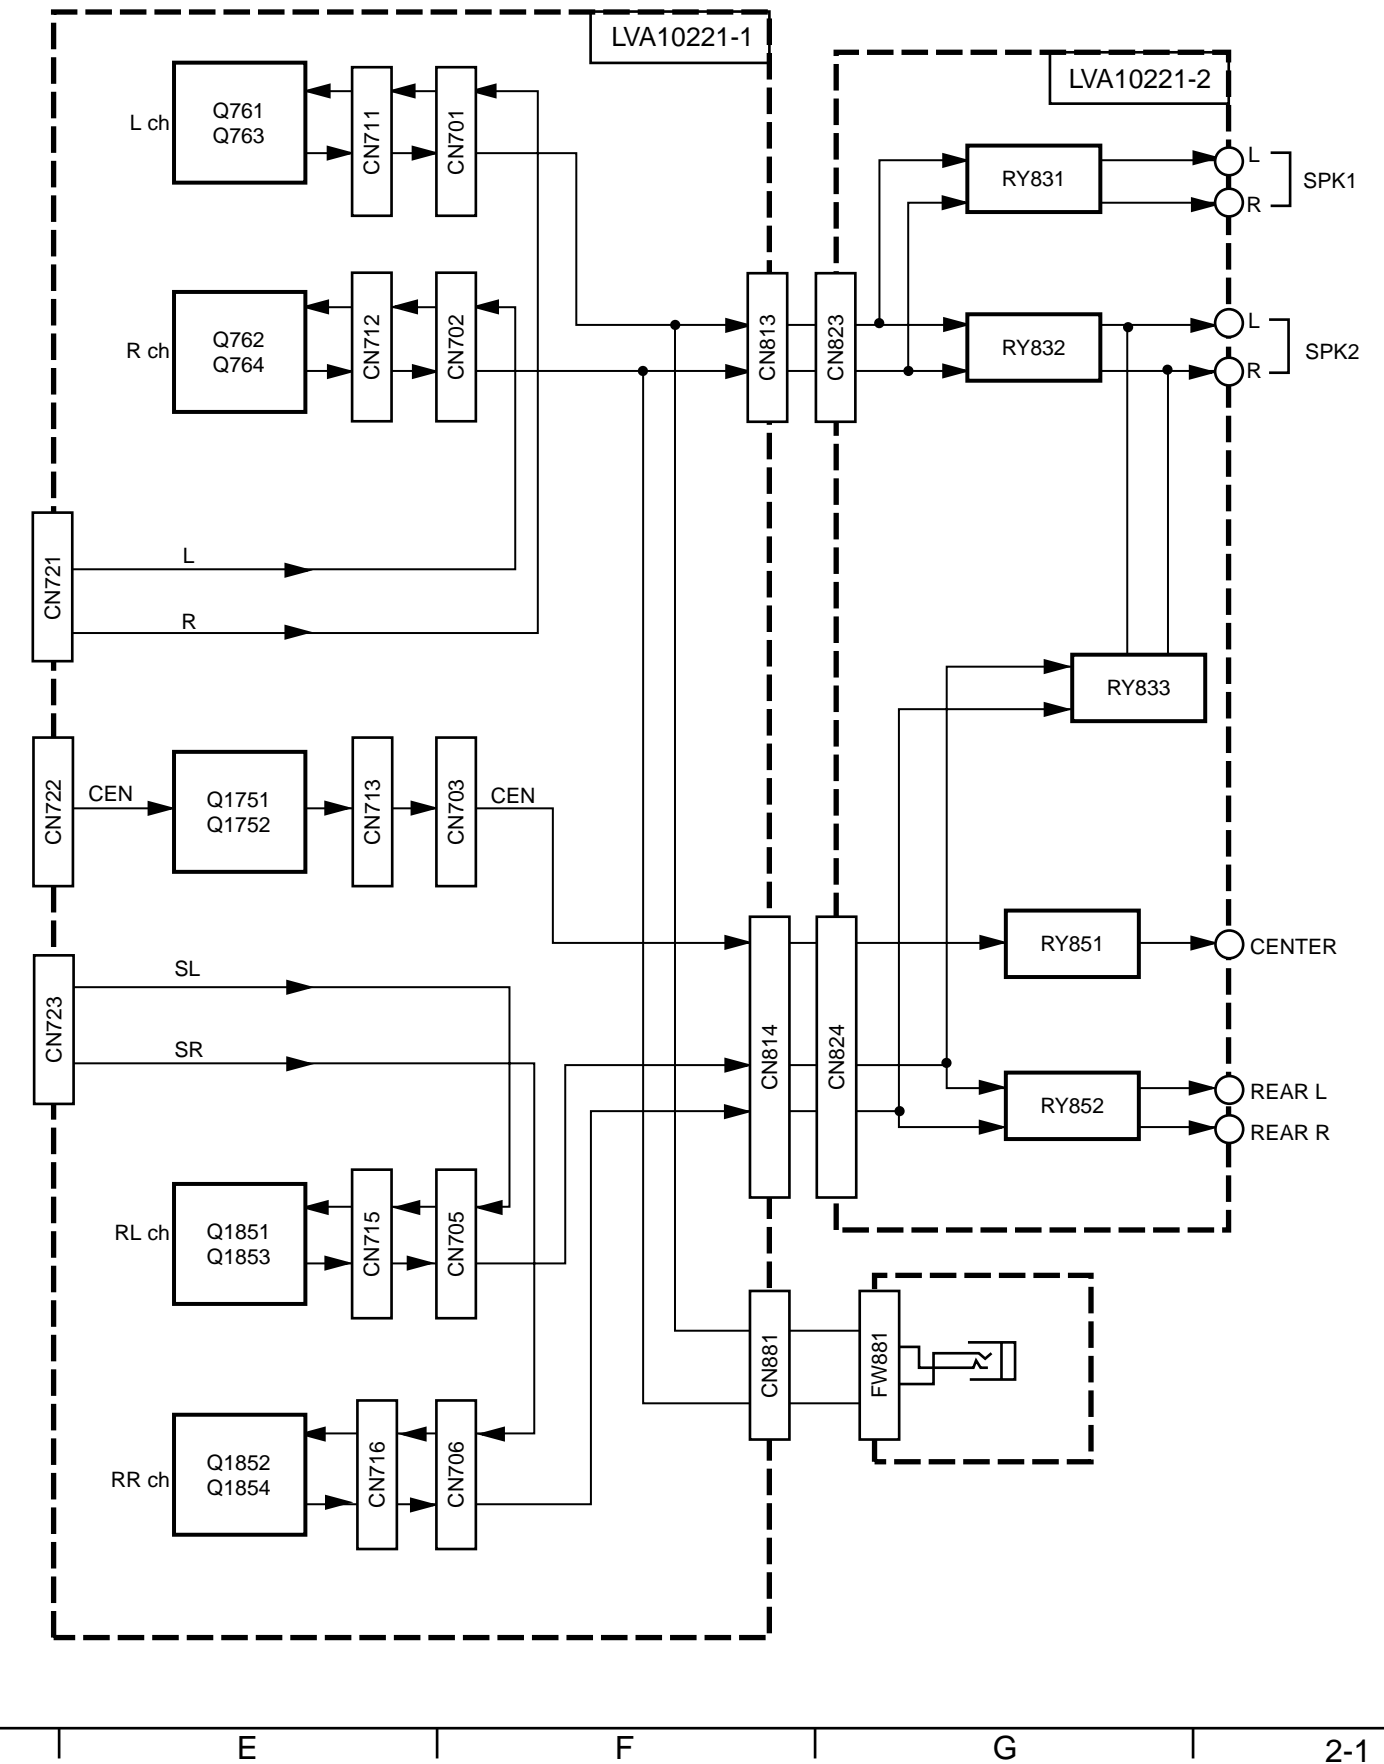 LVA10221-1
LVA10221-2
L ch
Q761
Q763
CN711
CN701
RY831
L
R
SPK1
R ch
Q762
Q764
CN712
CN702
CN813
CN823
RY832
L
R
SPK2
CN721
L
R
RY833
CN722
CEN
Q1751
Q1752
CN713
CN703
CEN
RY851
CENTER
CN723
SL
SR
CN814
CN824
RY852
REAR L
REAR R
RL ch
Q1851
Q1853
CN715
CN705
CN881
FW881
RR ch
Q1852
Q1854
CN716
CN706
E
F
G
2-1